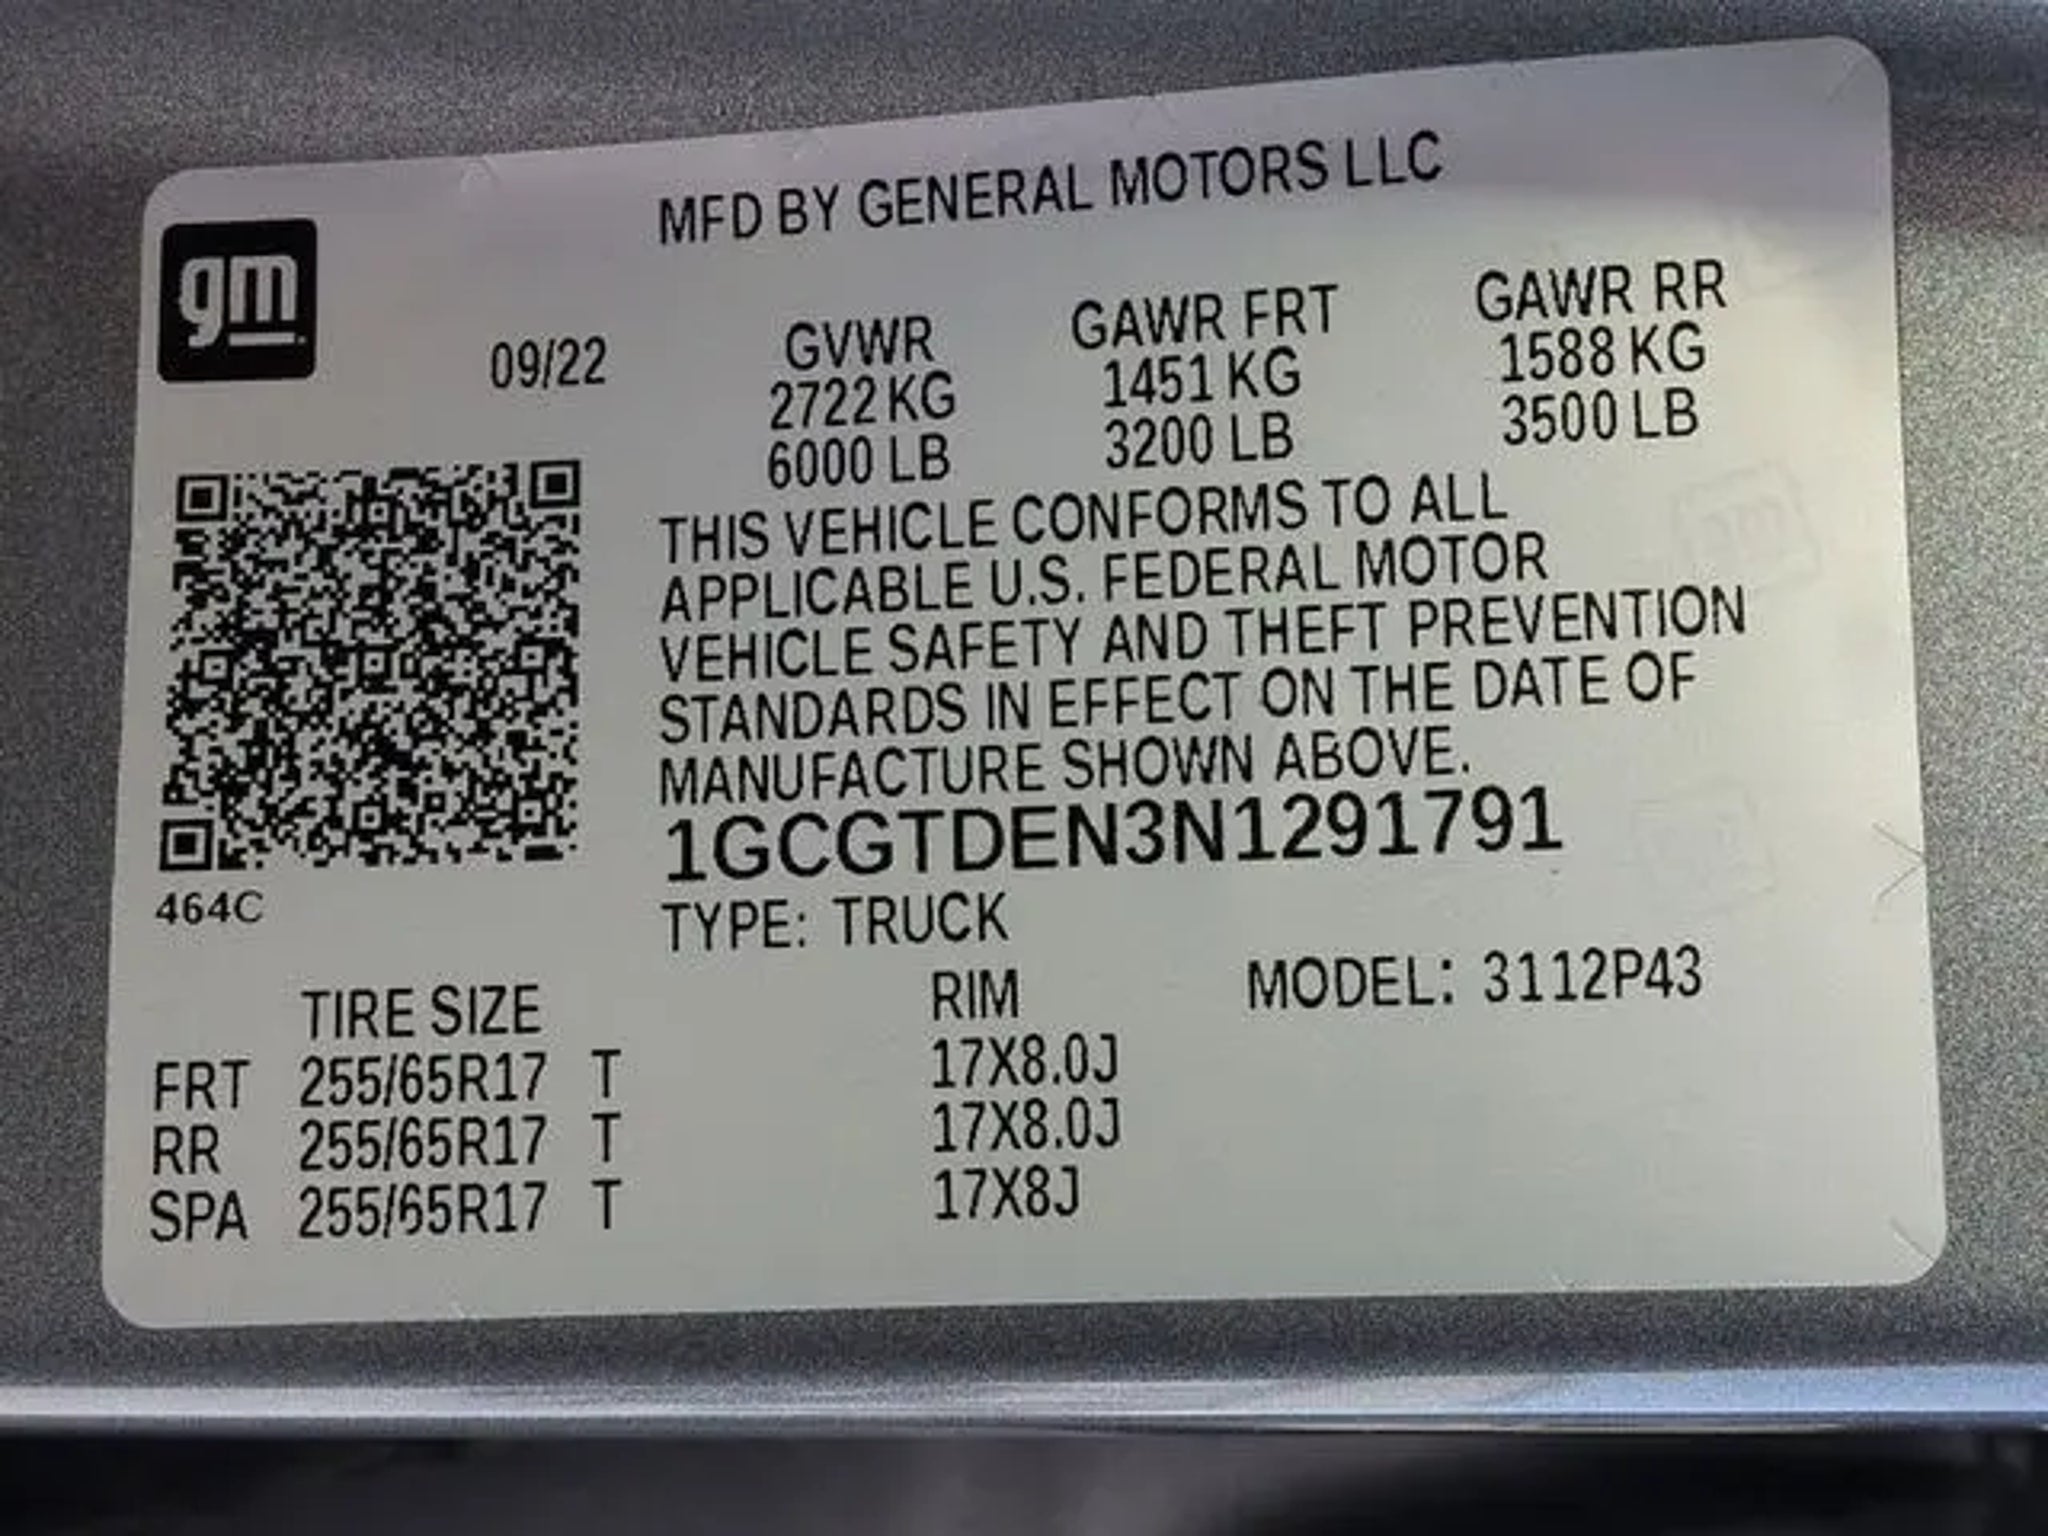 MFD BY GENERAL MOTORS LLC
gm
09/22
GVWR GAWR FRT GAWR RR
2722 KG 1451 KG 1588 KG
6000 LB 3200 LB 3500 LB
THIS VEHICLE CONFORMS TO ALL
APPLICABLE U.S. FEDERAL MOTOR
VEHICLE SAFETY AND THEFT PREVENTION
STANDARDS IN EFFECT ON THE DATE OF
MANUFACTURE SHOWN ABOVE.
1GCGTDEN3N1291791
464C
TYPE: TRUCK
TIRE SIZE RIM MODEL: 3112P43
FRT 255/65R17 T 17X8.0J
RR 255/65R17 T 17X8.0J
SPA 255/65R17 T 17X8J